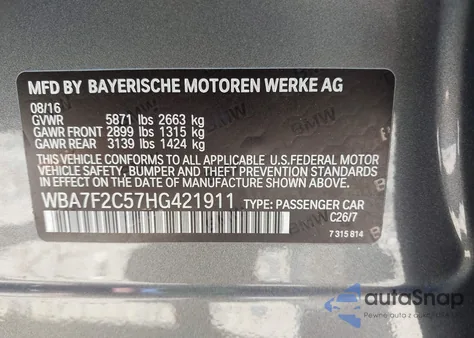 MFD BY BAYERISCHE MOTOREN WERKE AG
08/16
GVWR 5871 lbs 2663 kg
GAWR FRONT 2899 lbs 1315 kg
GAWR REAR 3139 lbs 1424 kg
THIS VEHICLE CONFORMS TO ALL APPLICABLE U.S.FEDERAL MOTOR
VEHICLE SAFETY, BUMPER AND THEFT PREVENTION STANDARDS
IN EFFECT ON THE DATE OF MANUFACTURE SHOWN ABOVE.
WBA7F2C57HG421911 TYPE: PASSENGER CAR
C26/7
7 315 814
autoSnap
Pewne auta z